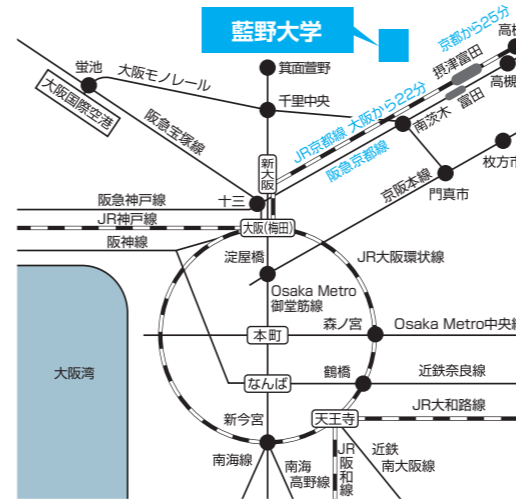 藍野大学
京都から25分
高槻
蛍池
大阪モノレール
箕面萱野
摂津富田
高槻
大阪国際空港
千里中央
JR京都線 大阪から22分
富田
南茨木
阪急宝塚線
新大阪
阪急京都線
枚方市
京阪本線
門真市
阪急神戸線
十三
JR神戸線
大阪(梅田)
阪神線
淀屋橋
JR大阪環状線
Osaka Metro
御堂筋線
森ノ宮
Osaka Metro中央線
本町
大阪湾
なんば
鶴橋
近鉄奈良線
新今宮
天王寺
JR大和路線
南海線
南海
高野線
JR阪和線
近鉄
南大阪線